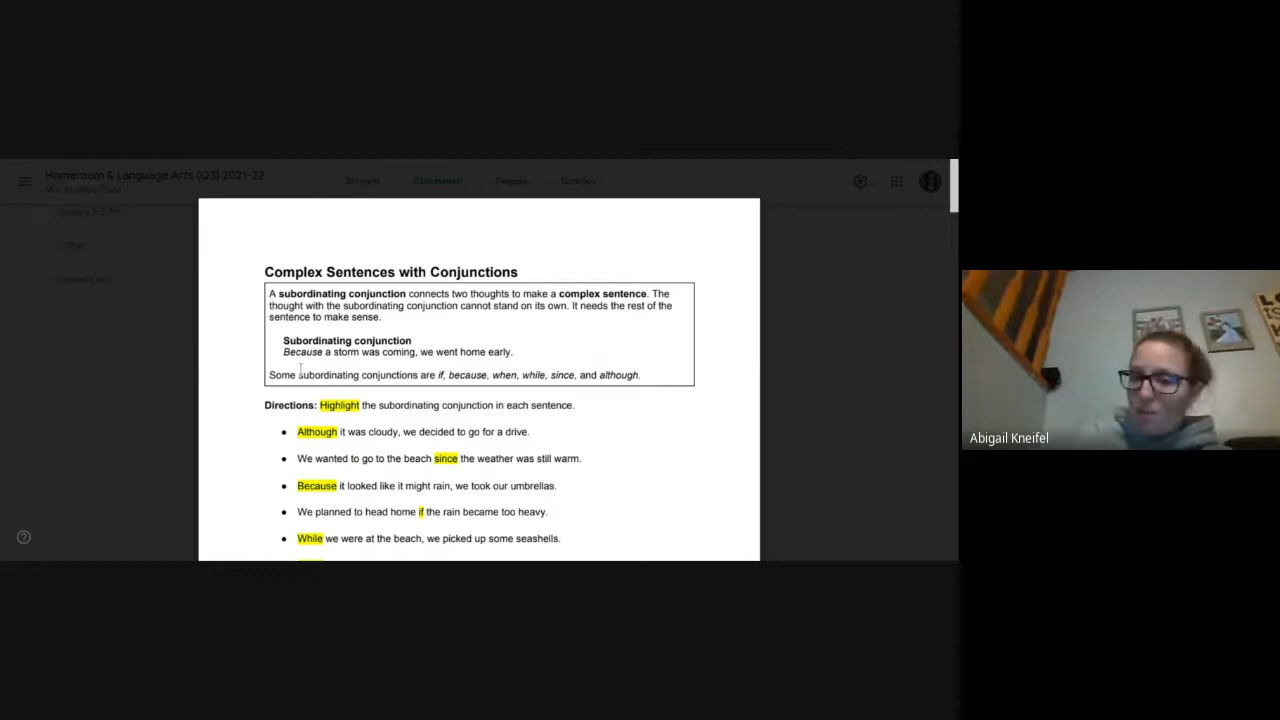 Homeroom & Language Arts (Q3) 2021-22
Stream
Classwork
People
Grades
Complex Sentences with Conjunctions
A subordinating conjunction connects two thoughts to make a complex sentence. The
thought with the subordinating conjunction cannot stand on its own. It needs the rest of the
sentence to make sense.
Subordinating conjunction
Because a storm was coming, we went home early.
Some subordinating conjunctions are if, because, when, while, since, and although.
Directions: Highlight the subordinating conjunction in each sentence.
● Although it was cloudy, we decided to go for a drive.
● We wanted to go to the beach since the weather was still warm.
● Because it looked like it might rain, we took our umbrellas.
● We planned to head home if the rain became too heavy.
● While we were at the beach, we picked up some seashells.
Abigail Kneifel